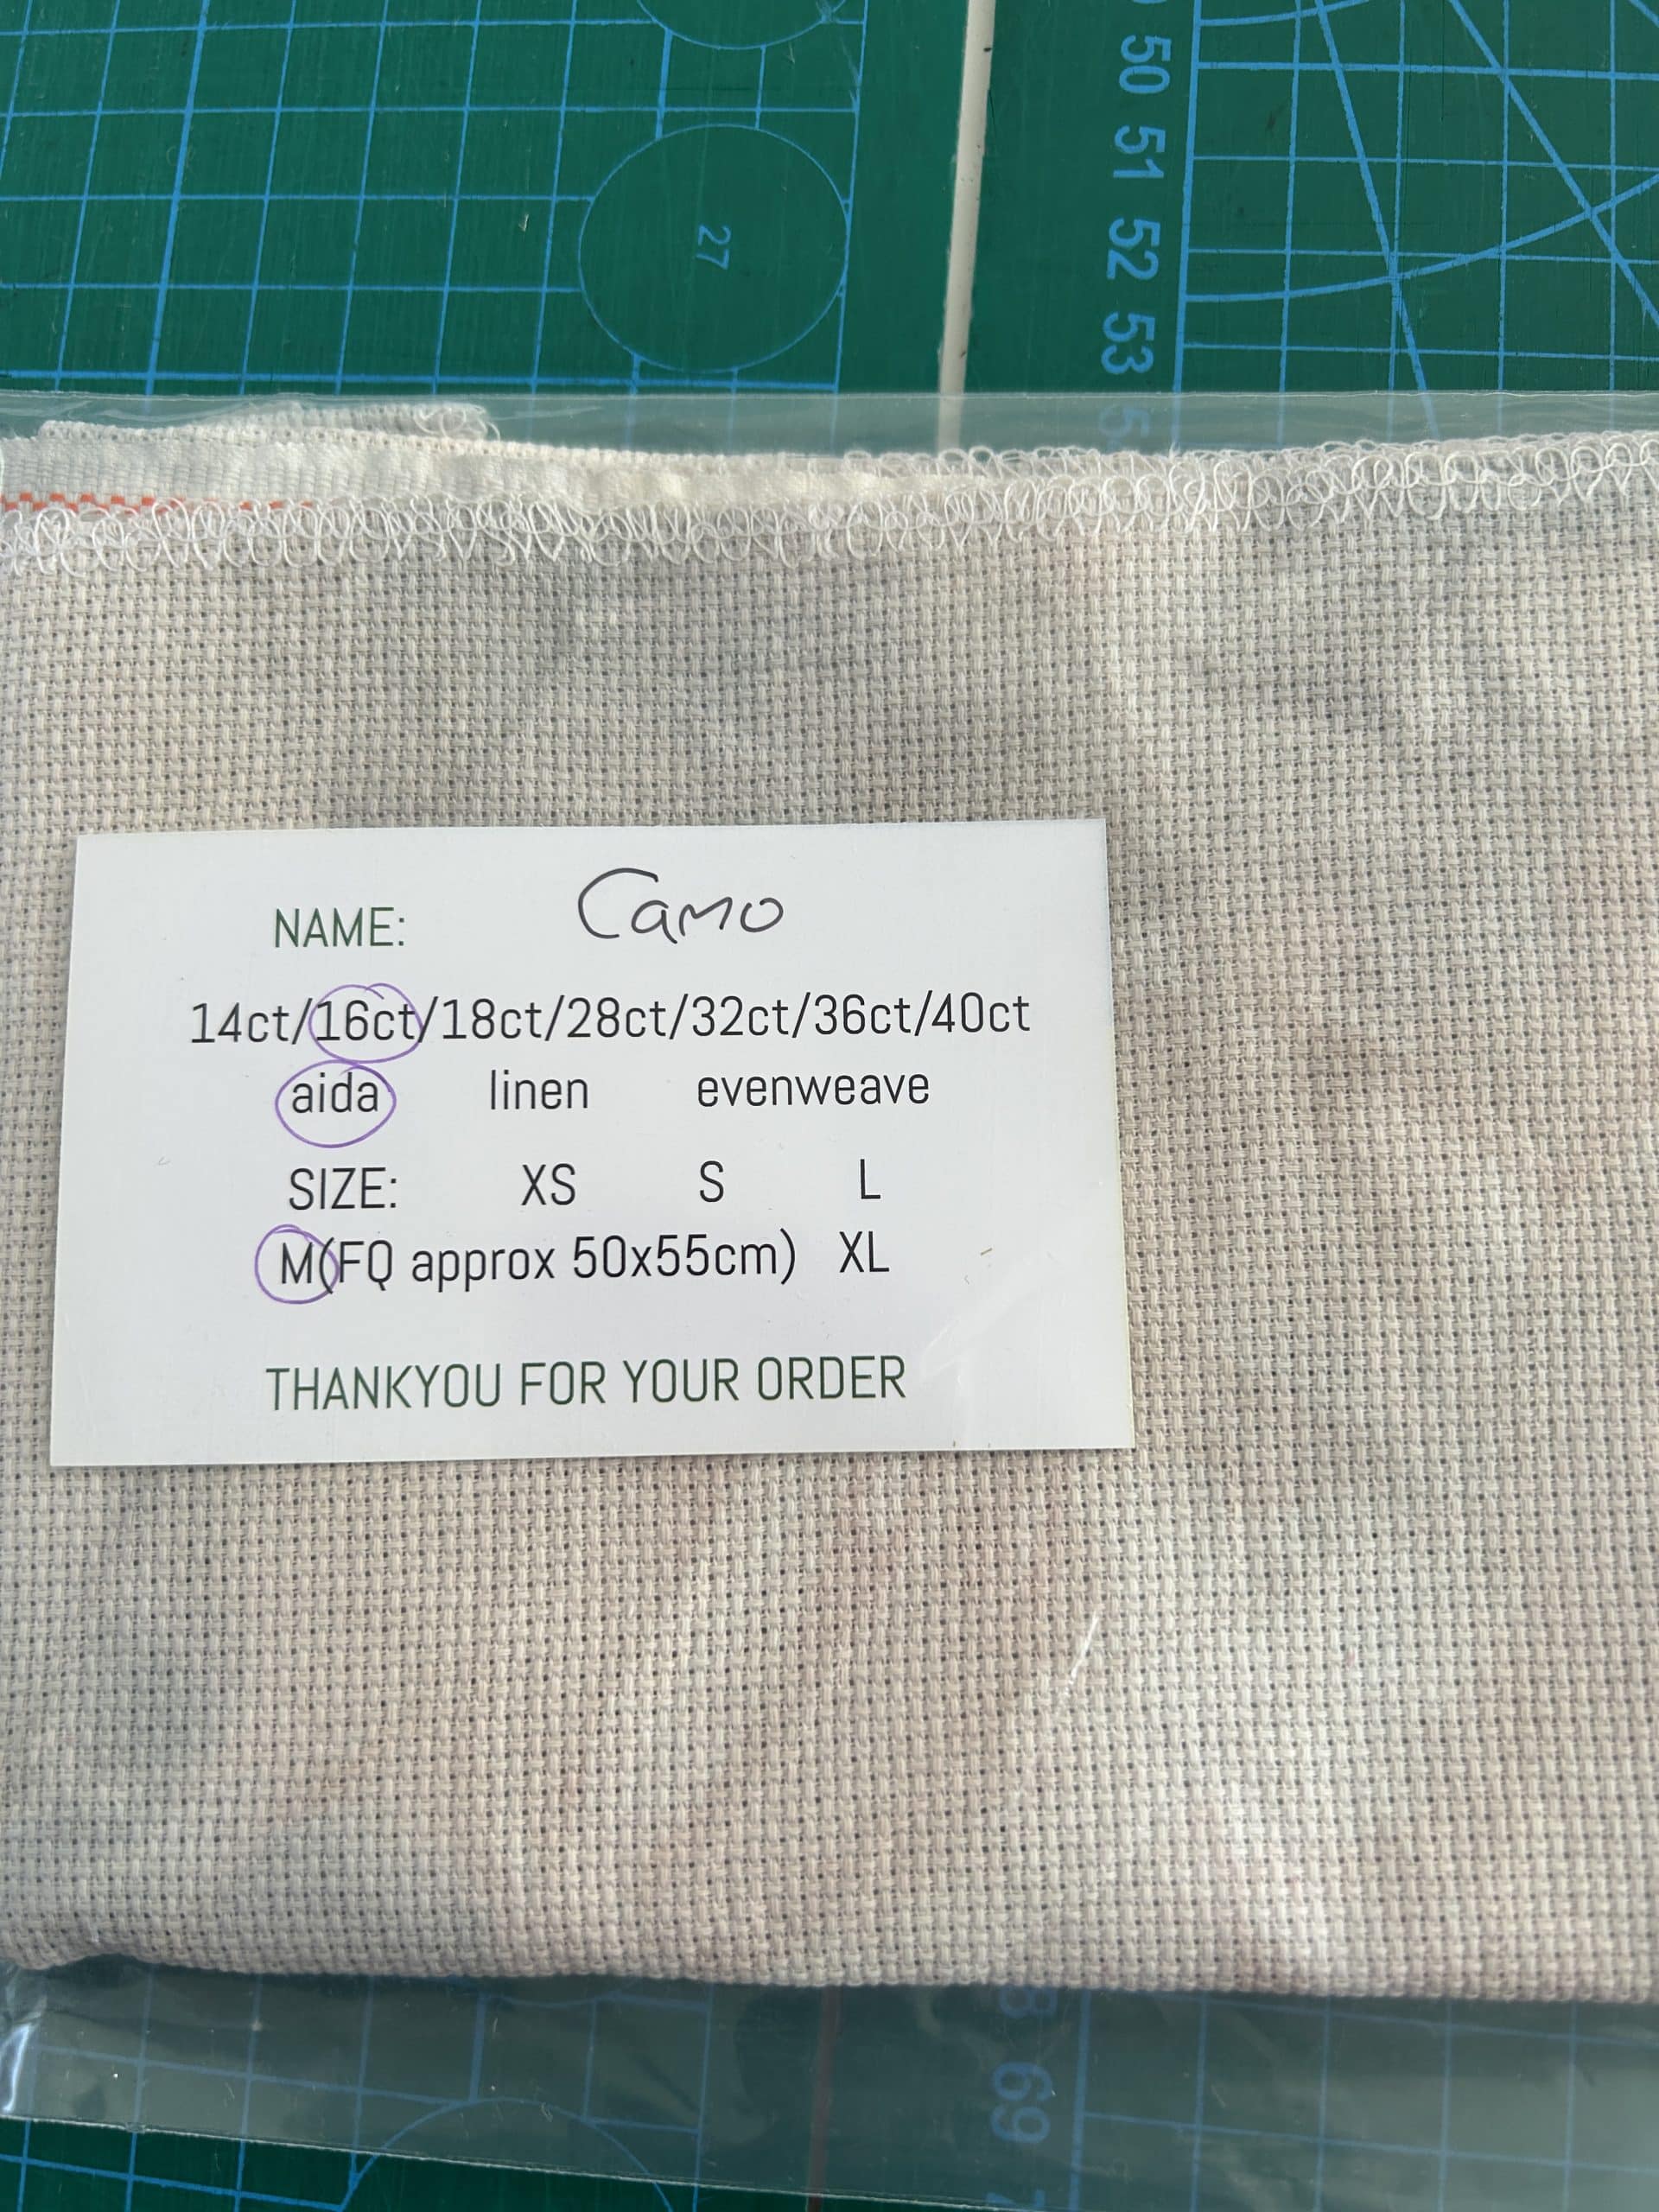 50
51
52
53
27
NAME: Camo
14ct/16ct/18ct/28ct/32ct/36ct/40ct
aida linen evenweave
SIZE: XS S L
M(FQ approx 50x55cm) XL
THANKYOU FOR YOUR ORDER
69